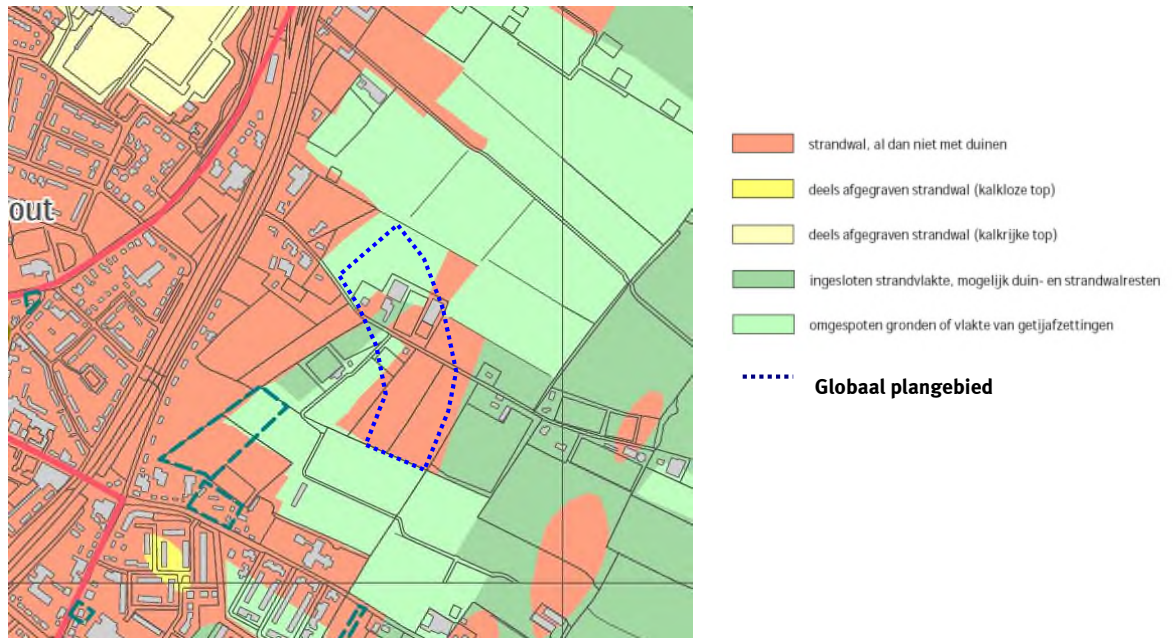 out
strandwal, al dan niet met duinen
deels afgegraven strandwal (kalkloze top)
deels afgegraven strandwal (kalkrijke top)
ingesloten strandvlakte, mogelijk duin- en strandwalresten
omgespoten gronden of vlakte van getijafzettingen
Globaal plangebied